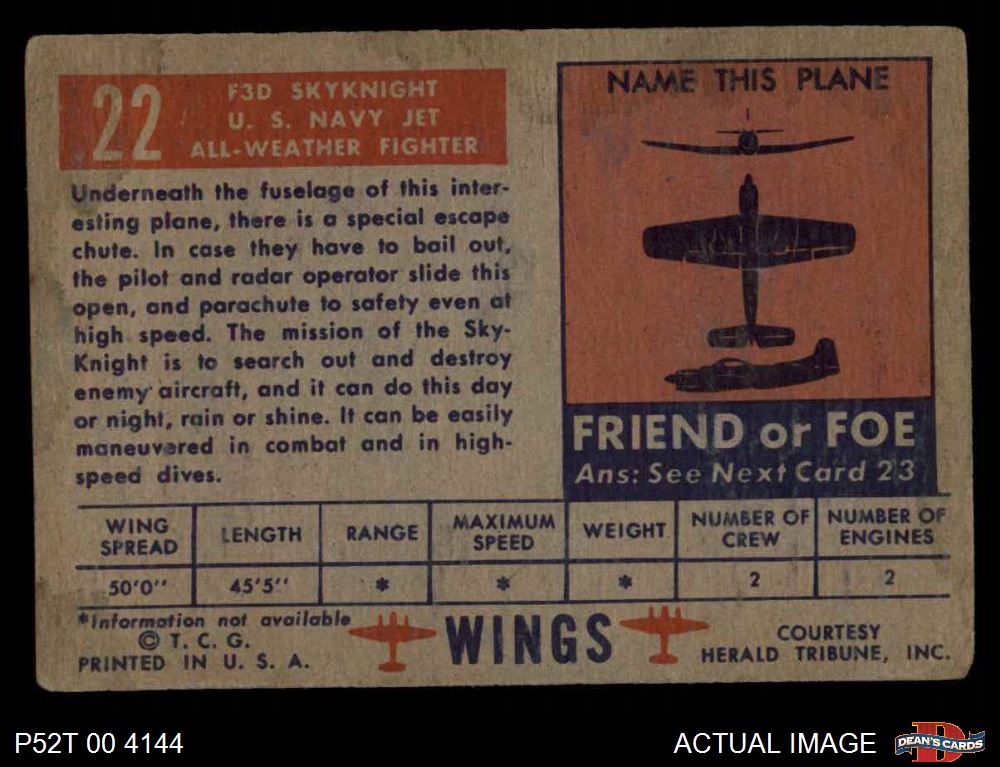 22
F3D SKYKNIGHT
U. S. NAVY JET
ALL-WEATHER FIGHTER
Underneath the fuselage of this inter-
esting plane, there is a special escape
chute. In case they have to bail out,
the pilot and radar operator slide this
open, and parachute to safety even at
high speed. The mission of the Sky-
Knight is to search out and destroy
enemy aircraft, and it can do this day
or night, rain or shine. It can be easily
maneuvered in combat and in high-
speed dives.
NAME THIS PLANE
FRIEND or FOE
Ans: See Next Card 23
WING SPREAD LENGTH RANGE MAXIMUM SPEED WEIGHT NUMBER OF CREW NUMBER OF ENGINES
50'0'' 45'5'' * * * 2 2
*Information not available
© T. C. G.
PRINTED IN U. S. A.
WINGS
COURTESY
HERALD TRIBUNE, INC.
P52T 00 4144
ACTUAL IMAGE
D
DEAN'S CARDS